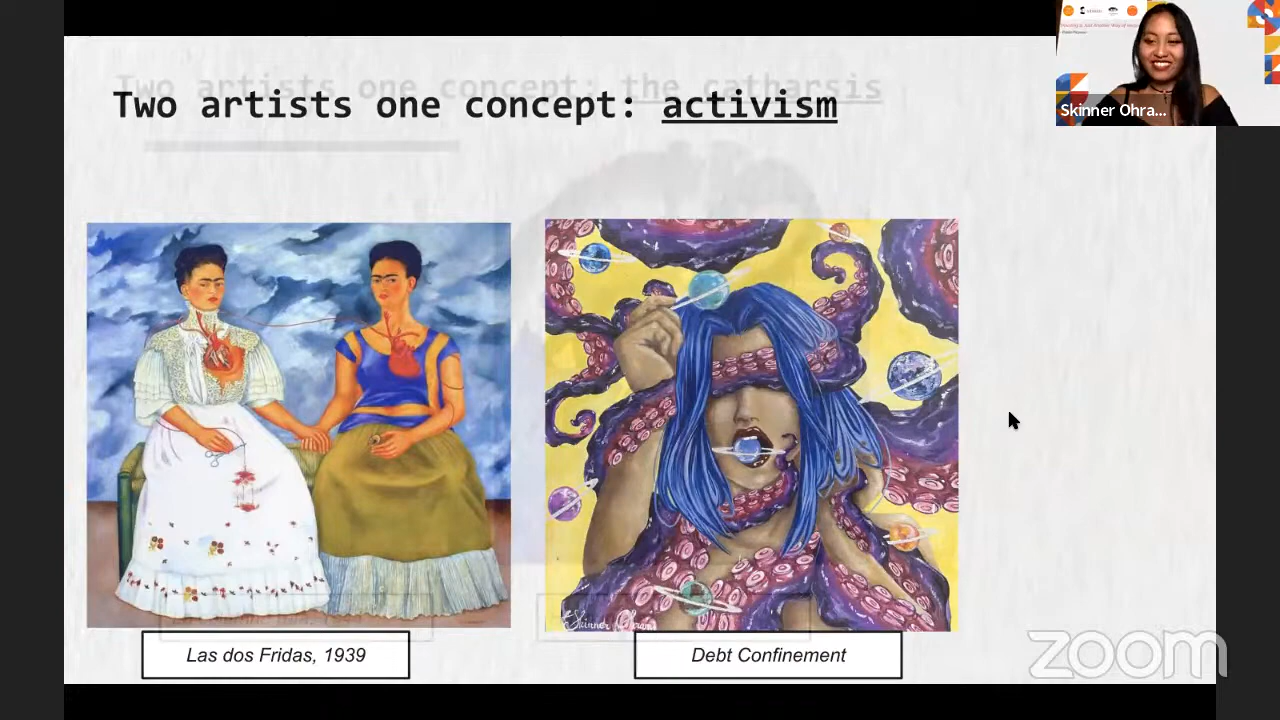 Two artists one concept: the catharsis
Two artists one concept: activism
Skinner Ohra...
Las dos Fridas, 1939
Debt Confinement
zoom